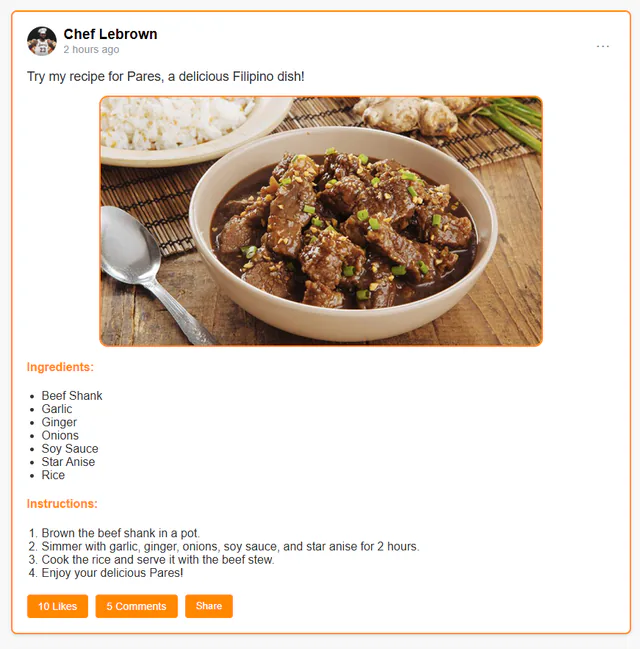 Chef Lebrown
2 hours ago
...
Try my recipe for Pares, a delicious Filipino dish!
Ingredients:
• Beef Shank
• Garlic
• Ginger
• Onions
• Soy Sauce
• Star Anise
• Rice
Instructions:
1. Brown the beef shank in a pot.
2. Simmer with garlic, ginger, onions, soy sauce, and star anise for 2 hours.
3. Cook the rice and serve it with the beef stew.
4. Enjoy your delicious Pares!
10 Likes
5 Comments
Share